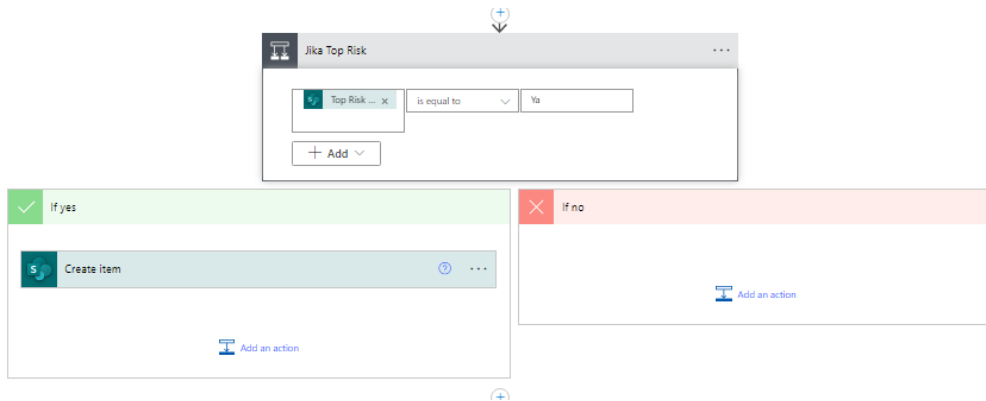 Jika Top Risk
Top Risk ... x is equal to Ya
+ Add
If yes
If no
Create item
Add an action
Add an action